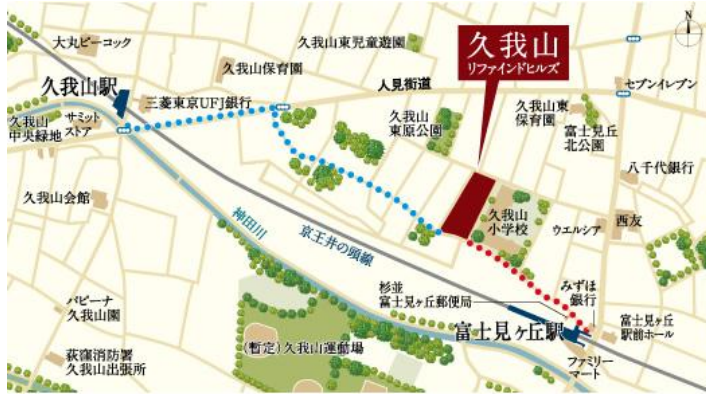 N
大丸ピーコック
久我山東児童遊園
久我山
リファインドヒルズ
久我山保育園
人見街道
セブンイレブン
久我山駅
三菱東京UFJ銀行
久我山
東原公園
久我山東
保育園
久我山
中央緑地
サミット
ストア
富士見丘
北公園
八千代銀行
久我山会館
久我山
小学校
ウエルシア
西友
神田川
京王井の頭線
杉並
富士見ヶ丘郵便局
みずほ
銀行
バビーナ
久我山園
富士見ヶ丘駅
富士見ヶ丘
駅前ホール
(暫定)久我山運動場
ファミリー
マート
荻窪消防署
久我山出張所